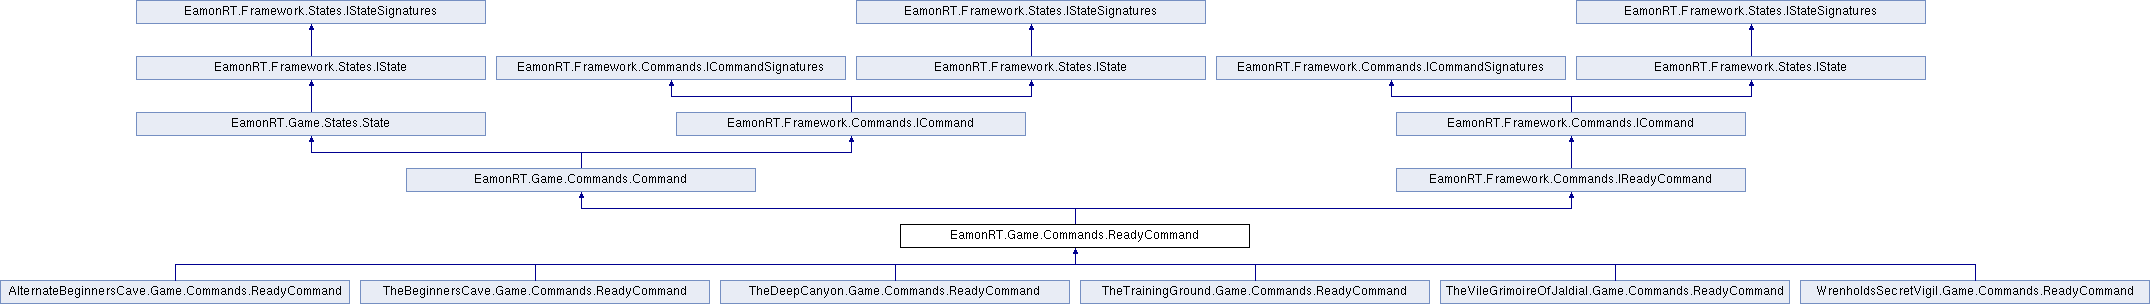 EamonRT.Framework.States.IStateSignatures
EamonRT.Framework.States.IStateSignatures
EamonRT.Framework.States.IStateSignatures
EamonRT.Framework.States.IState
EamonRT.Framework.Commands.ICommandSignatures
EamonRT.Framework.States.IState
EamonRT.Framework.Commands.ICommandSignatures
EamonRT.Framework.States.IState
EamonRT.Game.States.State
EamonRT.Framework.Commands.ICommand
EamonRT.Framework.Commands.ICommand
EamonRT.Game.Commands.Command
EamonRT.Framework.Commands.IReadyCommand
EamonRT.Game.Commands.ReadyCommand
AlternateBeginnersCave.Game.Commands.ReadyCommand
TheBeginnersCave.Game.Commands.ReadyCommand
TheDeepCanyon.Game.Commands.ReadyCommand
TheTrainingGround.Game.Commands.ReadyCommand
TheVileGrimoireOfJaldial.Game.Commands.ReadyCommand
WrenholdsSecretVigil.Game.Commands.ReadyCommand